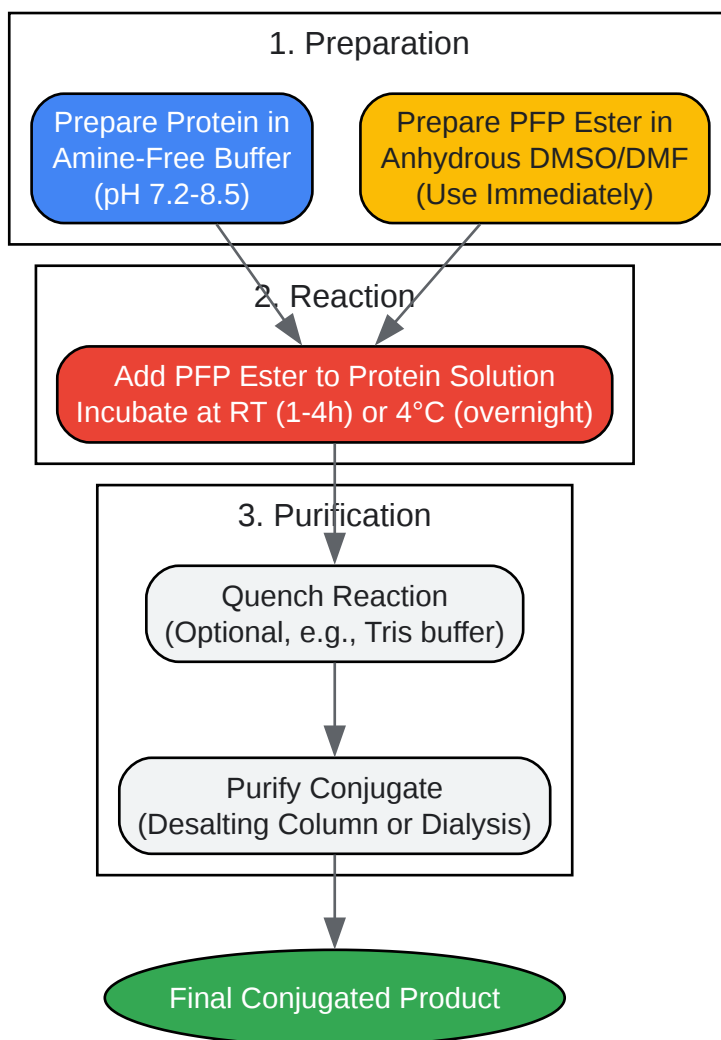 1. Preparation
Prepare Protein in
Amine-Free Buffer
(pH 7.2-8.5)
Prepare PFP Ester in
Anhydrous DMSO/DMF
(Use Immediately)
2. Reaction
Add PFP Ester to Protein Solution
Incubate at RT (1-4h) or 4°C (overnight)
3. Purification
Quench Reaction
(Optional, e.g., Tris buffer)
Purify Conjugate
(Desalting Column or Dialysis)
Final Conjugated Product